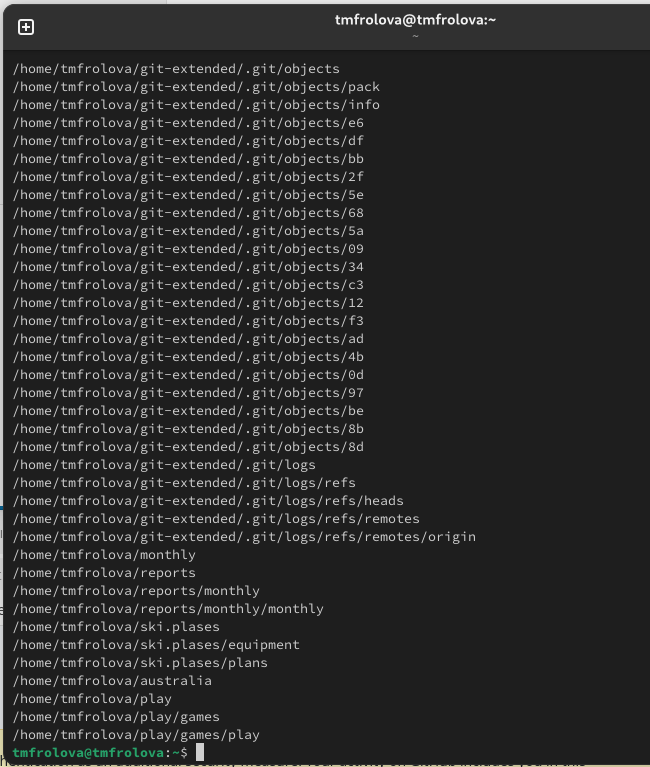 tmfrolova@tmfrolova:~
~
/home/tmfrolova/git-extended/.git/objects
/home/tmfrolova/git-extended/.git/objects/pack
/home/tmfrolova/git-extended/.git/objects/info
/home/tmfrolova/git-extended/.git/objects/e6
/home/tmfrolova/git-extended/.git/objects/df
/home/tmfrolova/git-extended/.git/objects/bb
/home/tmfrolova/git-extended/.git/objects/2f
/home/tmfrolova/git-extended/.git/objects/5e
/home/tmfrolova/git-extended/.git/objects/68
/home/tmfrolova/git-extended/.git/objects/5a
/home/tmfrolova/git-extended/.git/objects/09
/home/tmfrolova/git-extended/.git/objects/34
/home/tmfrolova/git-extended/.git/objects/c3
/home/tmfrolova/git-extended/.git/objects/12
/home/tmfrolova/git-extended/.git/objects/f3
/home/tmfrolova/git-extended/.git/objects/ad
/home/tmfrolova/git-extended/.git/objects/4b
/home/tmfrolova/git-extended/.git/objects/0d
/home/tmfrolova/git-extended/.git/objects/97
/home/tmfrolova/git-extended/.git/objects/be
/home/tmfrolova/git-extended/.git/objects/8b
/home/tmfrolova/git-extended/.git/objects/8d
/home/tmfrolova/git-extended/.git/logs
/home/tmfrolova/git-extended/.git/logs/refs
/home/tmfrolova/git-extended/.git/logs/refs/heads
/home/tmfrolova/git-extended/.git/logs/refs/remotes
/home/tmfrolova/git-extended/.git/logs/refs/remotes/origin
/home/tmfrolova/monthly
/home/tmfrolova/reports
/home/tmfrolova/reports/monthly
/home/tmfrolova/reports/monthly/monthly
/home/tmfrolova/ski.plases
/home/tmfrolova/ski.plases/equipment
/home/tmfrolova/ski.plases/plans
/home/tmfrolova/australia
/home/tmfrolova/play
/home/tmfrolova/play/games
/home/tmfrolova/play/games/play
tmfrolova@tmfrolova:~$